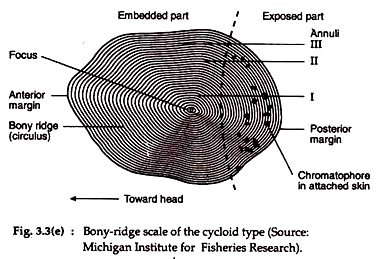 Embedded part
Exposed part
Annuli
III
II
I
Focus
Anterior
margin
Bony ridge
(circulus)
Posterior
margin
Chromatophore
in attached skin
Toward head
Fig. 3.3(e) : Bony-ridge scale of the cycloid type (Source:
Michigan Institute for Fisheries Research).